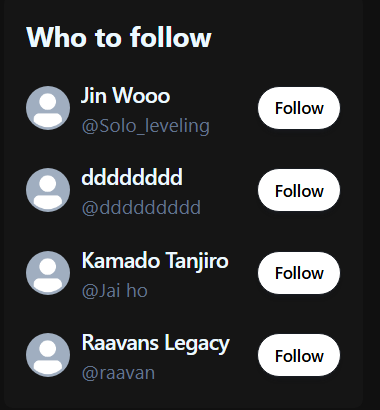 Who to follow
Jin Wooo
Follow
@Solo_leveling
dddddddd
Follow
@ddddddddd
Kamado Tanjiro
Follow
@Jai ho
Raavans Legacy
Follow
@raavan